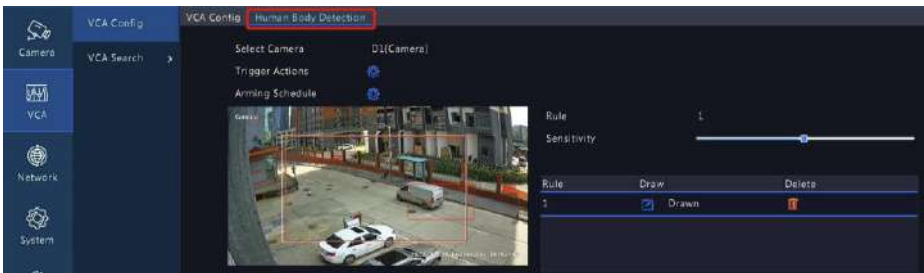 Camera
VCA
Network
System
VCA Config
VCA Search >
VCA Config Human Body Detection
Select Camera D1(Camera)
Trigger Actions
Arming Schedule
Rule 1
Sensitivity
Rule Draw Delete
1 Drawn